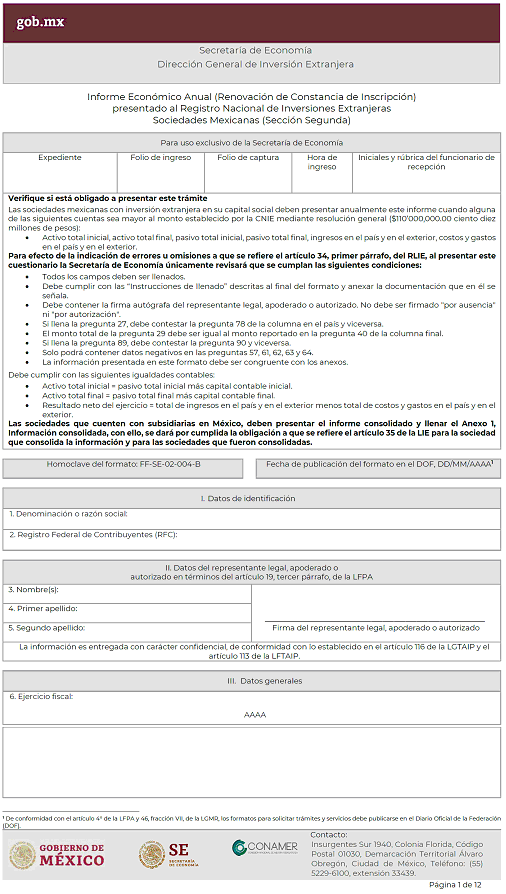 gob.mx
Secretaría de Economía
Dirección General de Inversión Extranjera
Informe Económico Anual (Renovación de Constancia de Inscripción)
presentado al Registro Nacional de Inversiones Extranjeras
Sociedades Mexicanas (Sección Segunda)
Para uso exclusivo de la Secretaría de Economía
Expediente
Folio de ingreso
Folio de captura
Hora de
ingreso
Iniciales y rúbrica del funcionario de
recepción
Verifique si está obligado a presentar este trámite
Las sociedades mexicanas con inversión extranjera en su capital social deben presentar anualmente este informe cuando alguno
de las siguientes cuentas sea mayor al monto establecido por la CNIE mediante resolución general ($110'000,000.00 ciento diez
millones de pesos):
• Activo total inicial, activo total final, pasivo total inicial, pasivo total final, ingresos en el país y en el exterior, costos y gastos
en el país y en el exterior.
Para efecto de la indicación de errores u omisiones a que se refiere el artículo 34, primer párrafo, del RLIE, al presentar este
cuestionario la Secretaría de Economía únicamente revisará que se cumplan las siguientes condiciones:
• Todos los campos deben ser llenados.
• Debe cumplir con las “Instrucciones de llenado” descritas al final del formato y anexar la documentación que en él se
señala.
• Debe contener la firma autógrafa del representante legal, apoderado o autorizado. No debe ser firmado "por ausencia"
ni "por autorización".
• Si llena la pregunta 27, debe contestar la pregunta 78 de la columna en el país y viceversa.
• El monto total de la pregunta 29 debe ser igual al monto reportado en la pregunta 40 de la columna final.
• Si llena la pregunta 89, debe contestar la pregunta 90 y viceversa.
• Solo podrá contener datos negativos en las preguntas 57, 61, 62, 63 y 64.
• La información presentada en este formato debe ser congruente con los anexos.
Debe cumplir con las siguientes igualdades contables:
• Activo total inicial = pasivo total inicial más capital contable inicial.
• Activo total final = pasivo total final más capital contable final.
• Resultado neto del ejercicio = total de ingresos en el país y en el exterior menos total de costos y gastos en el país y en el
exterior.
Las sociedades que cuenten con subsidiarias en México, deben presentar el informe consolidado y llenar el Anexo 1,
Información consolidada, con ello, se dará por cumplida la obligación a que se refiere el artículo 35 de la LIE para la sociedad
que consolida la información y para las sociedades que fueron consolidadas.
Homoclave del formato: FF-SE-02-004-B
Fecha de publicación del formato en el DOF, DD/MM/AAAA¹
I. Datos de identificación
1. Denominación o razón social:
2. Registro Federal de Contribuyentes (RFC):
II. Datos del representante legal, apoderado o
autorizado en términos del artículo 19, tercer párrafo, de la LFPA
3. Nombre(s):
4. Primer apellido:
5. Segundo apellido:
Firma del representante legal, apoderado o autorizado
La información es entregada con carácter confidencial, de conformidad con lo establecido en el artículo 116 de la LGTAIP y el
artículo 113 de la LFTAIP.
III. Datos generales
6. Ejercicio fiscal:
AAAA
¹ De conformidad con el artículo 4° de la LFPA y 46, fracción VII, de la LGMR, los formatos para solicitar trámites y servicios debe publicarse en el Diario Oficial de la Federación
(DOF).
GOBIERNO DE
MÉXICO
SE
SECRETARÍA
DE ECONOMÍA
CONAMER
Contacto:
Insurgentes Sur 1940, Colonia Florida, Código
Postal 01030, Demarcación Territorial Álvaro
Obregón, Ciudad de México, Teléfono: (55)
5229-6100, extensión 33439.
Página 1 de 12